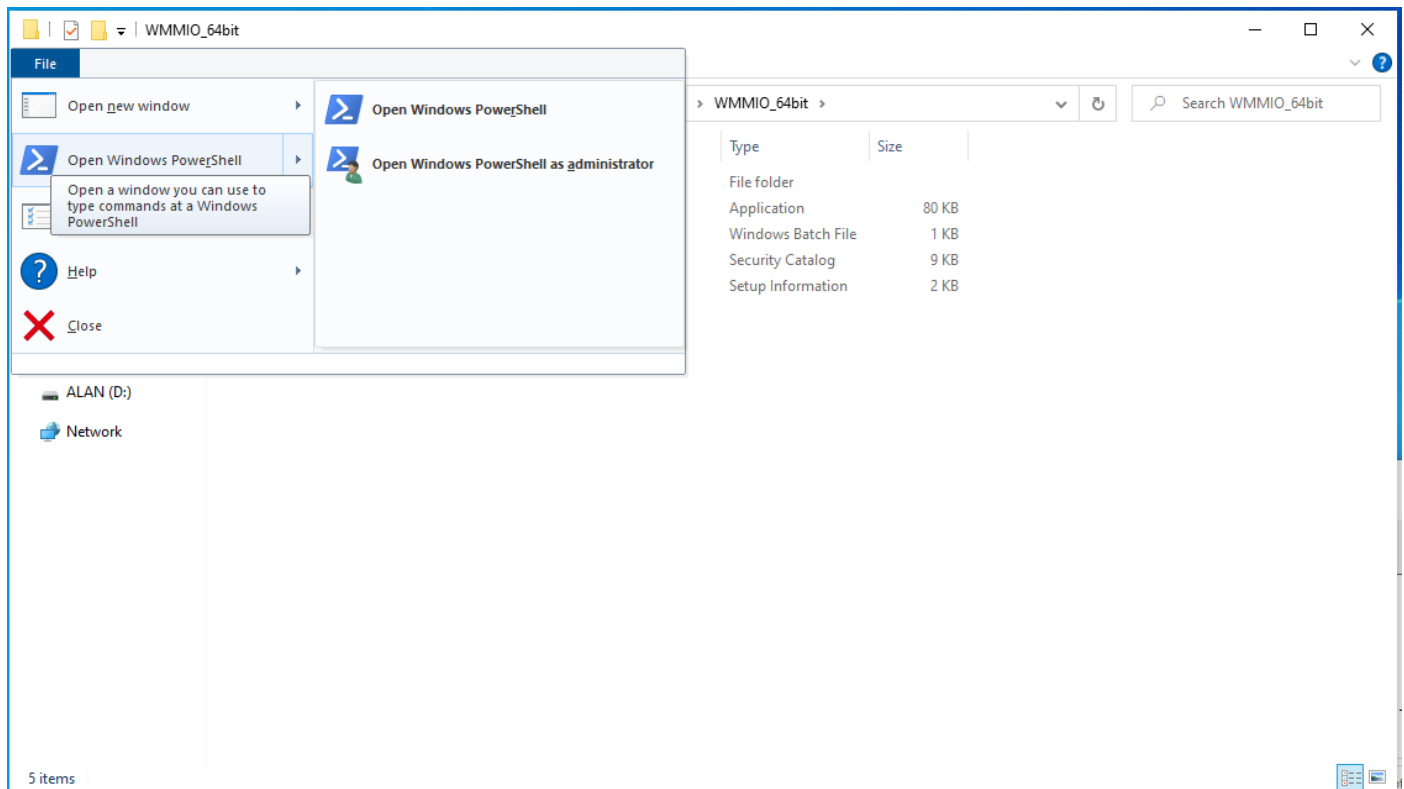 WMMIO_64bit
File
Open new window
Open Windows PowerShell
Open Windows PowerShell
Open Windows PowerShell as administrator
Open a window you can use to
type commands at a Windows
PowerShell
Help
Close
WMMIO_64bit
Search WMMIO_64bit
Type Size
File folder
Application 80 KB
Windows Batch File 1 KB
Security Catalog 9 KB
Setup Information 2 KB
ALAN (D:)
Network
5 items